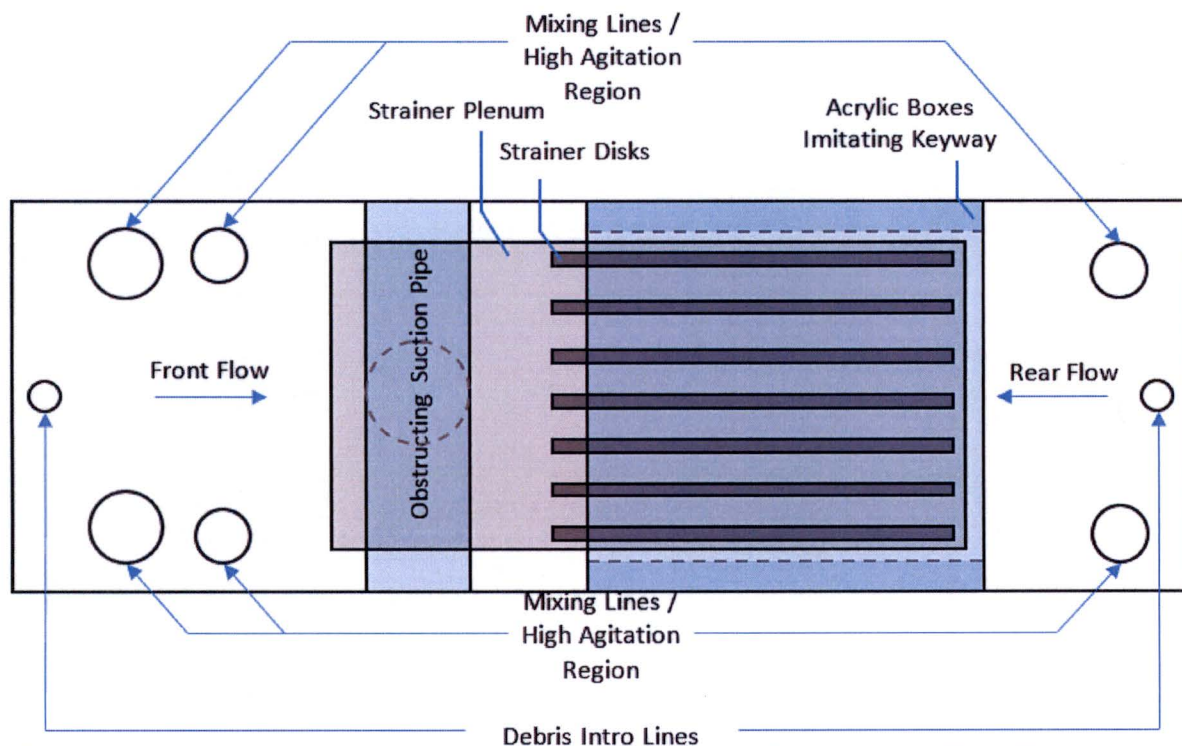 Mixing Lines /
High Agitation
Region
Strainer Plenum
Strainer Disks
Acrylic Boxes
Imitating Keyway
Obstructing Suction Pipe
Front Flow
Rear Flow
Mixing Lines /
High Agitation
Region
Debris Intro Lines